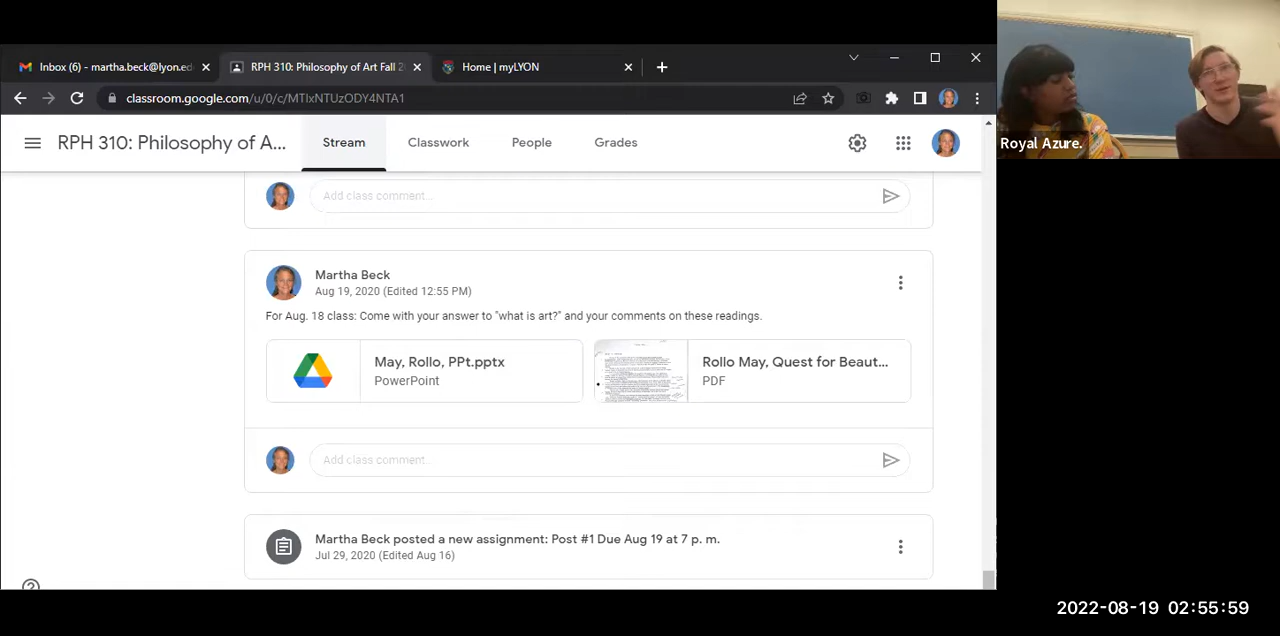 Inbox (6) - martha.beck@lyon.ed
RPH 310: Philosophy of Art Fall 2
Home | myLYON
classroom.google.com/u/0/c/MTIxNTUzODY4NTA1
RPH 310: Philosophy of A...
Stream
Classwork
People
Grades
Royal Azure.
Add class comment...
Martha Beck
Aug 19, 2020 (Edited 12:55 PM)
For Aug. 18 class: Come with your answer to "what is art?" and your comments on these readings.
May, Rollo, PPt.pptx
PowerPoint
Rollo May, Quest for Beaut...
PDF
Add class comment...
Martha Beck posted a new assignment: Post #1 Due Aug 19 at 7 p. m.
Jul 29, 2020 (Edited Aug 16)
2022-08-19 02:55:59